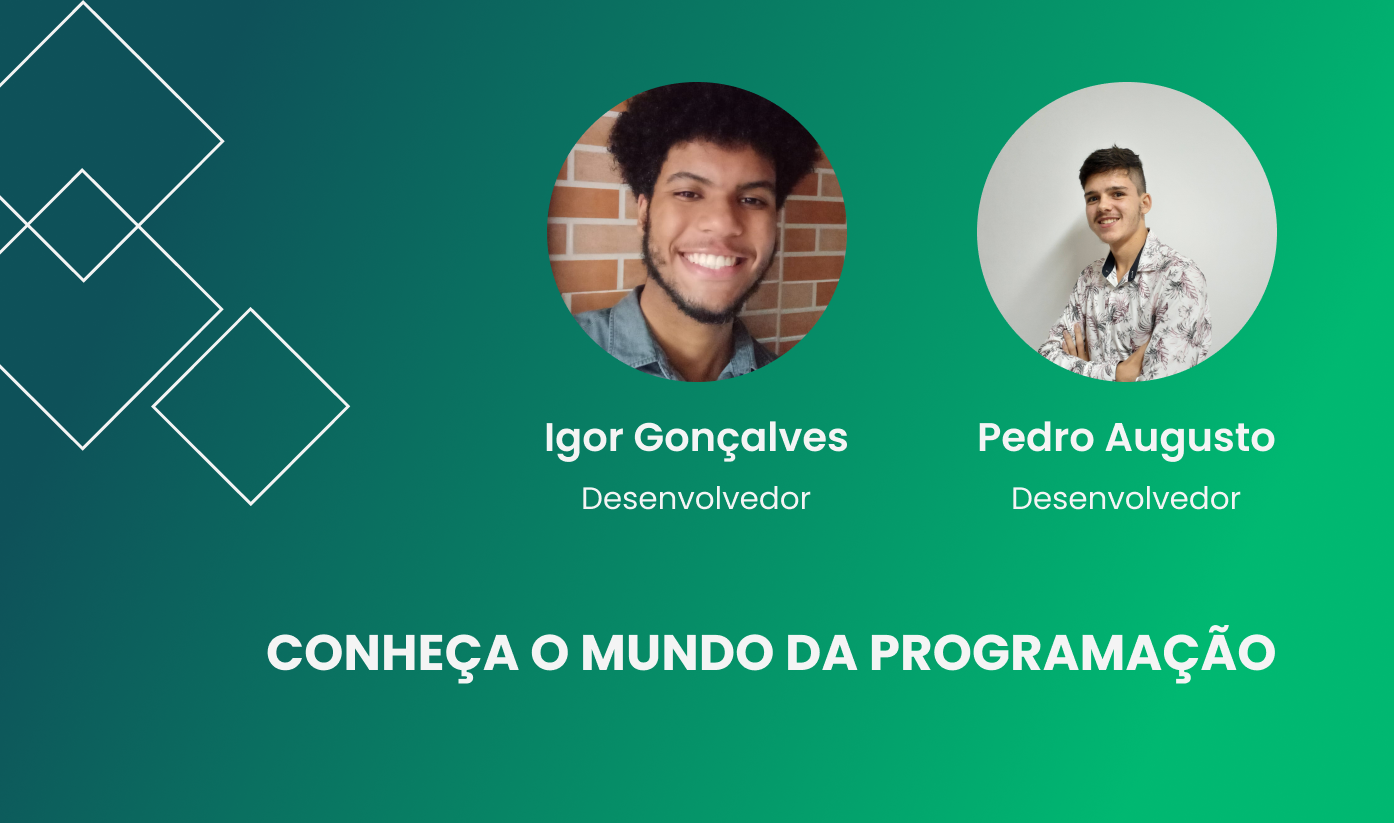 Igor Gonçalves
Desenvolvedor
Pedro Augusto
Desenvolvedor
CONHEÇA O MUNDO DA PROGRAMAÇÃO